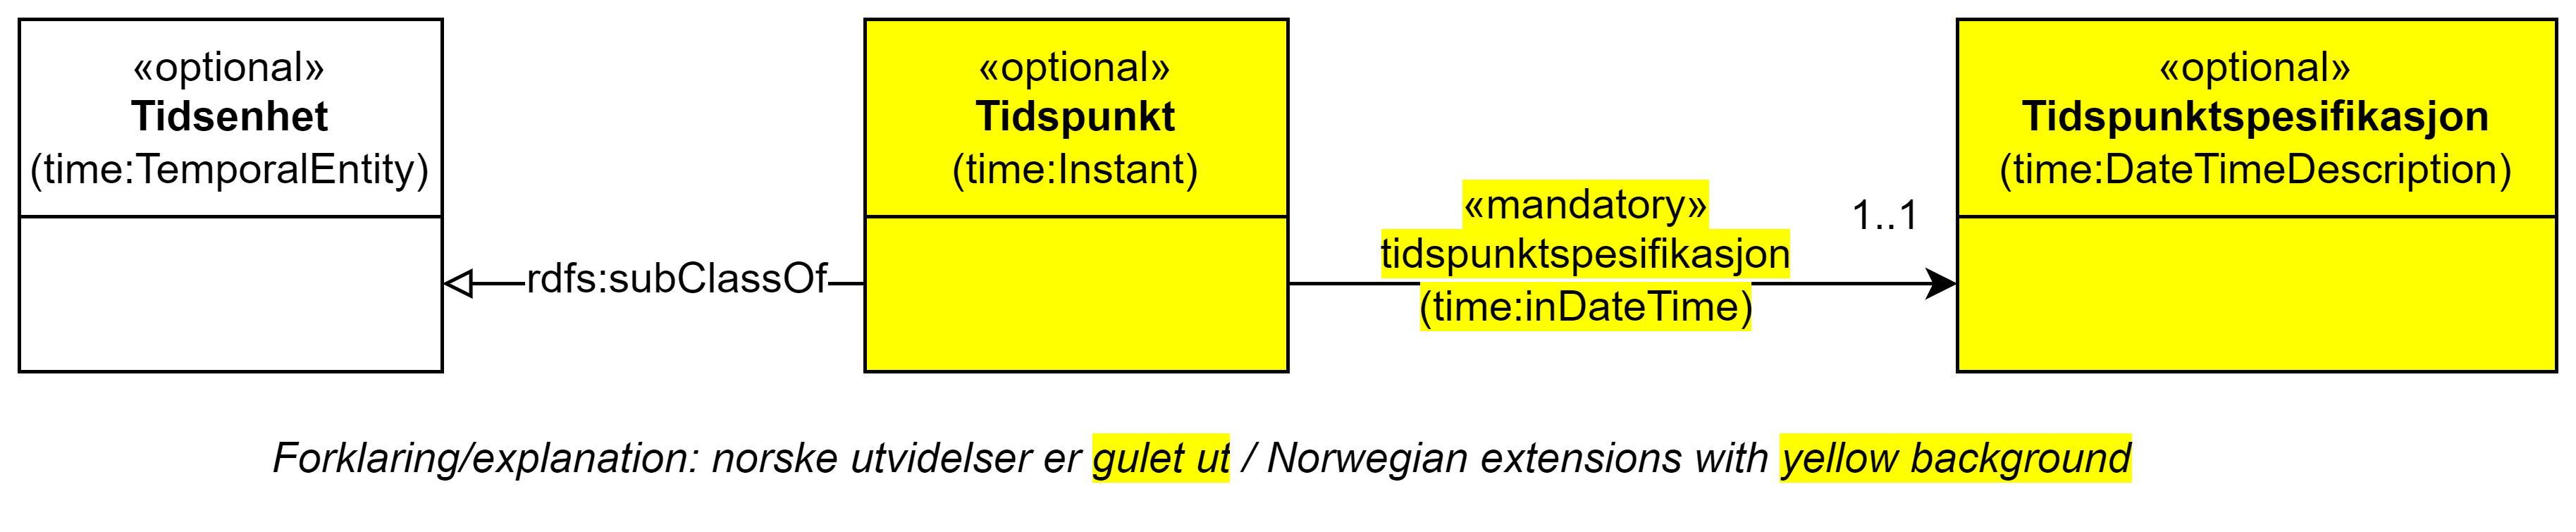 «optional»
Tidsenhet
(time:TemporalEntity)
rdfs:subClassOf
«optional»
Tidspunkt
(time:Instant)
«mandatory»
tidspunktspesifikasjon
(time:inDateTime)
1..1
«optional»
Tidspunktspesifikasjon
(time:DateTimeDescription)
Forklaring/explanation: norske utvidelser er gulet ut / Norwegian extensions with yellow background